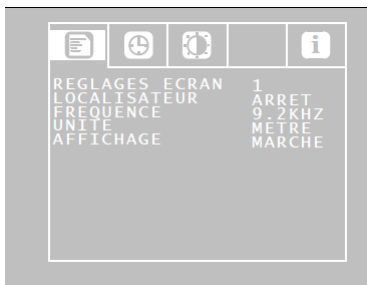 i
REGLAGES ECRAN 1
LOCALISATEUR ARRET
FREQUENCE 9.2KHZ
UNITE METRE
AFFICHAGE MARCHE